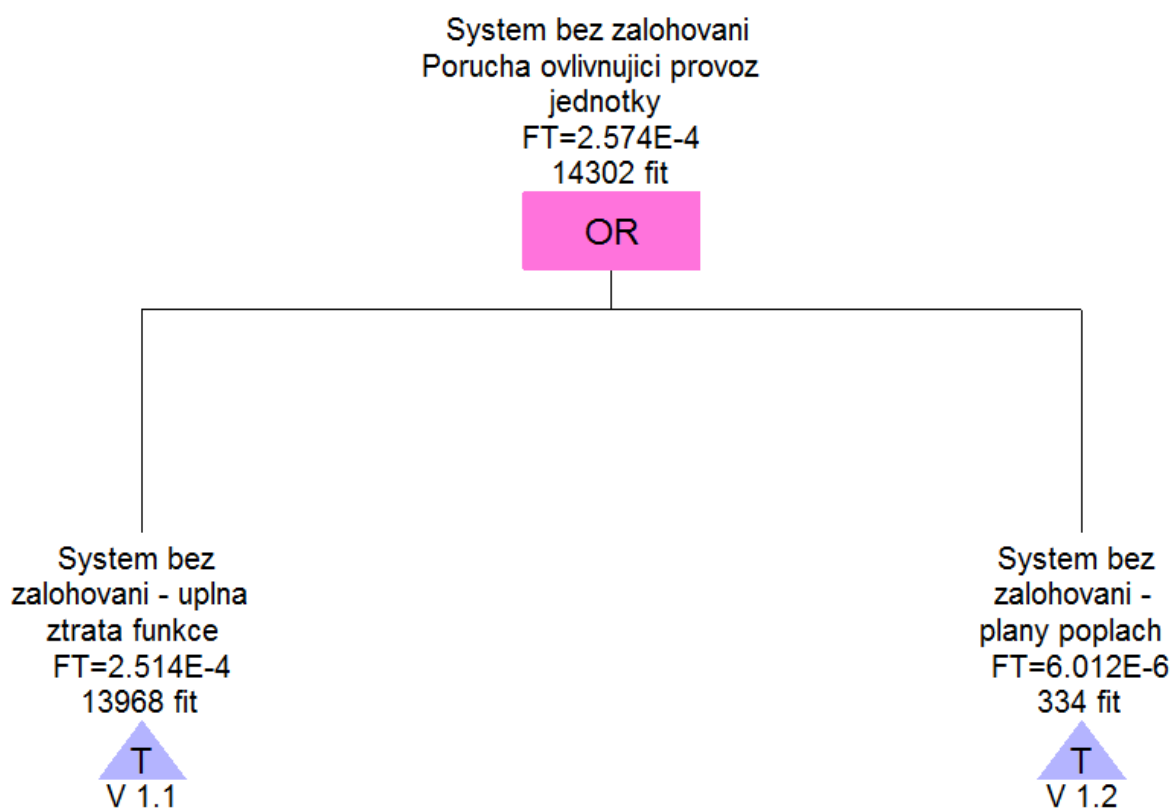 System bez zalohovani
Porucha ovlivnujici provoz
jednotky
FT=2.574E-4
14302 fit
OR
System bez
zalohovani - uplna
ztrata funkce
FT=2.514E-4
13968 fit
T
V 1.1
System bez
zalohovani -
plany poplach
FT=6.012E-6
334 fit
T
V 1.2